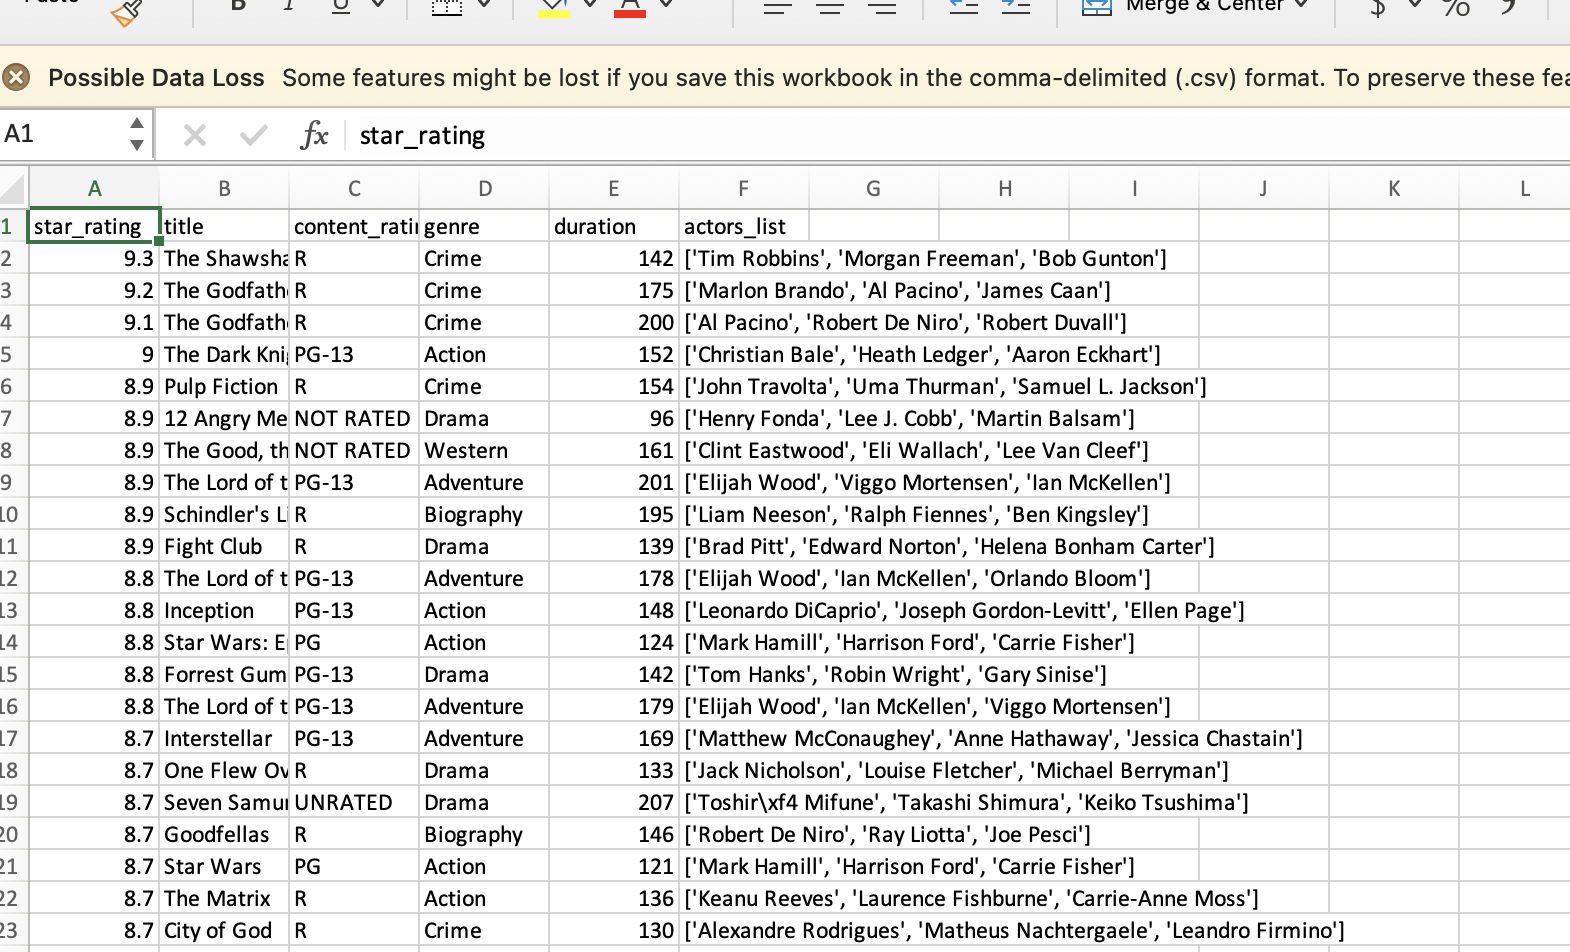 Merge & Center $ %
Possible Data Loss Some features might be lost if you save this workbook in the comma-delimited (.csv) format. To preserve these
A1 fx star_rating
A B C D E F G H I J K L
1 star_rating title genre duration actors_list
2 9.3 The R Crime 142 ['Tim Robbins', 'Morgan Freeman', 'Bob Gunton']
3 9.2 The R Crime 175 ['Marlon Brando', 'Al Pacino', 'James Caan']
4 9.1 The R Crime 200 ['Al Pacino', 'Robert De Niro', 'Robert Duvall']
5 9 The Dark PG-13 Action 152 ['Christian Bale', 'Heath Ledger', 'Aaron Eckhart']
6 8.9 Pulp Fiction R Crime 154 ['John Travolta', 'Uma Thurman', 'Samuel L. Jackson']
7 8.9 12 Angry Me NOT RATED Drama 96 ['Henry Fonda', 'Lee J. Cobb', 'Martin Balsam']
8 8.9 The Good, th NOT RATED Western 161 ['Clint Eastwood', 'Eli Wallach', 'Lee Van Cleef']
9 8.9 The Lord of t PG-13 Adventure 201 ['Elijah Wood', 'Viggo Mortensen', 'Ian McKellen']
10 8.9 Schindler's R Biography 195 ['Liam Neeson', 'Ralph Fiennes', 'Ben Kingsley']
11 8.9 Fight Club R Drama 139 ['Brad Pitt', 'Edward Norton', 'Helena Bonham Carter']
12 8.8 The Lord of t PG-13 Adventure 178 ['Elijah Wood', 'Ian McKellen', 'Orlando Bloom']
13 8.8 Inception PG-13 Action 148 ['Leonardo DiCaprio', 'Joseph Gordon-Levitt', 'Ellen Page']
14 8.8 Star Wars: PG Action 124 ['Mark Hamill', 'Harrison Ford', 'Carrie Fisher']
15 8.8 Forrest Gum PG-13 Drama 142 ['Tom Hanks', 'Robin Wright', 'Gary Sinise']
16 8.8 The Lord of t PG-13 Adventure 179 ['Elijah Wood', 'Ian McKellen', 'Viggo Mortensen']
17 8.7 Interstellar PG-13 Adventure 169 ['Matthew McConaughey', 'Anne Hathaway', 'Jessica Chastain']
18 8.7 One Flew Ov R Drama 133 ['Jack Nicholson', 'Louise Fletcher', 'Michael Berryman']
19 8.7 Seven UNRATED Drama 207 ['Toshir\xf4 Mifune', 'Takashi Shimura', 'Keiko Tsushima']
20 8.7 Goodfellas R Biography 146 ['Robert De Niro', 'Ray Liotta', 'Joe Pesci']
21 8.7 Star Wars PG Action 121 ['Mark Hamill', 'Harrison Ford', 'Carrie Fisher']
22 8.7 The Matrix R Action 136 ['Keanu Reeves', 'Laurence Fishburne', 'Carrie-Anne Moss']
23 8.7 City of God R Crime 130 ['Alexandre Rodrigues', 'Matheus Nachtergaele', 'Leandro Firmino']